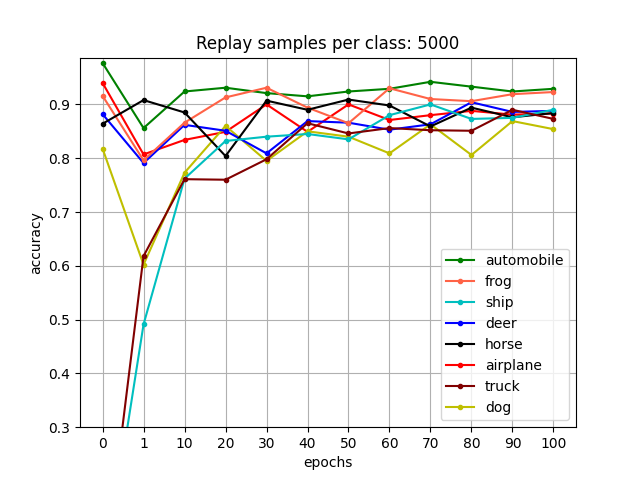 Replay samples per class: 5000
accuracy
0.9
0.8
0.7
0.6
0.5
0.4
0.3
automobile
frog
ship
deer
horse
airplane
truck
dog
0 1 10 20 30 40 50 60 70 80 90 100
epochs